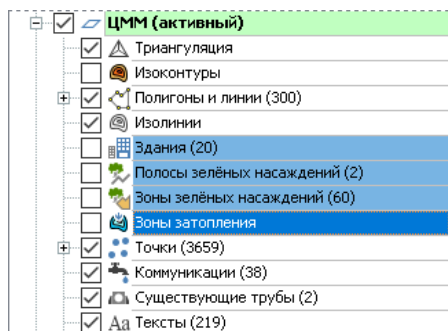 ЦММ (активный)
Триангуляция
Изоконтуры
Полигоны и линии (300)
Изолинии
Здания (20)
Полосы зелёных насаждений (2)
Зоны зелёных насаждений (60)
Зоны затопления
Точки (3659)
Коммуникации (38)
Существующие трубы (2)
Aa Тексты (219)